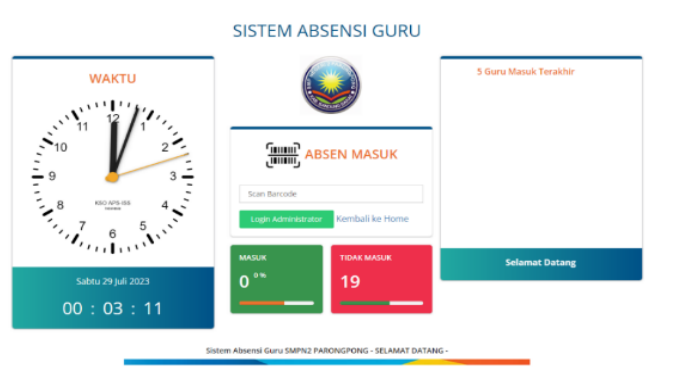 SISTEM ABSENSI GURU
WAKTU
12
1
2
3
4
5
6
7
8
9
10
11
Sabtu 29 Juli 2023
00 : 03 : 11
ABSEN MASUK
Scan Barcode
Login Administrator Kembali ke Home
MASUK
0 0 %
TIDAK MASUK
19
5 Guru Masuk Terakhir
Selamat Datang
Sistem Absensi Guru SMPN2 PARONGPONG - SELAMAT DATANG -